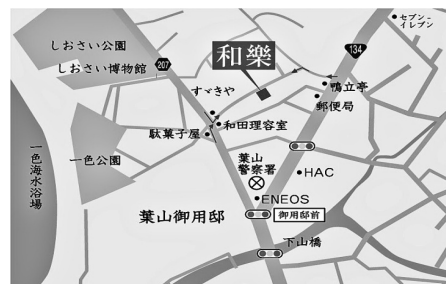 セブン-
イレブン
134
しおさい公園
和樂
しおさい博物館
207
鴫立亭
すゞきや
郵便局
和田理容室
駄菓子屋
一色海水浴場
一色公園
葉山
警察署
HAC
ENEOS
葉山御用邸
御用邸前
下山橋